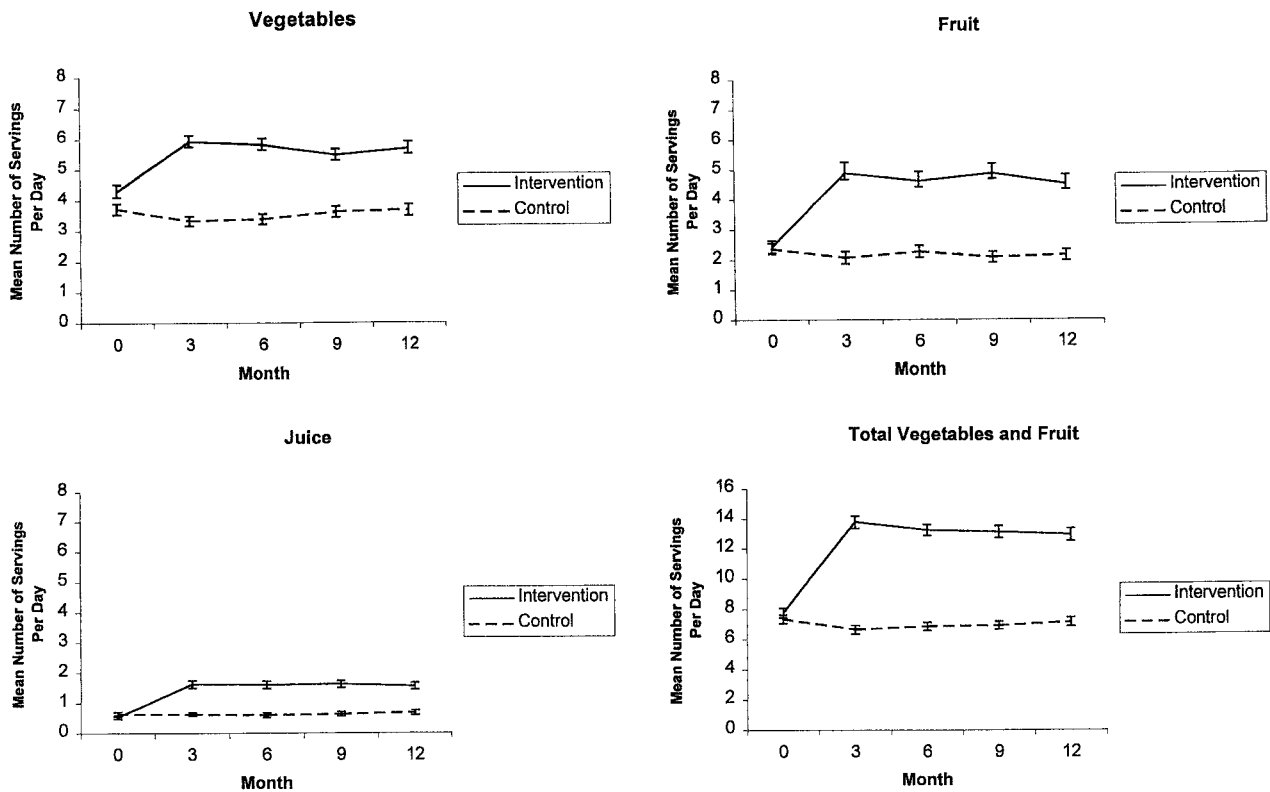 Vegetables
Mean Number of Servings
Per Day
8
7
6
5
4
3
2
1
0
0 3 6 9 12
Month
Intervention
Control
Fruit
Mean Number of Servings
Per Day
8
7
6
5
4
3
2
1
0
0 3 6 9 12
Month
Intervention
Control
Juice
Mean Number of Servings
Per Day
8
7
6
5
4
3
2
1
0
0 3 6 9 12
Month
Intervention
Control
Total Vegetables and Fruit
Mean Number of Servings
Per Day
16
14
12
10
8
6
4
2
0
0 3 6 9 12
Month
Intervention
Control